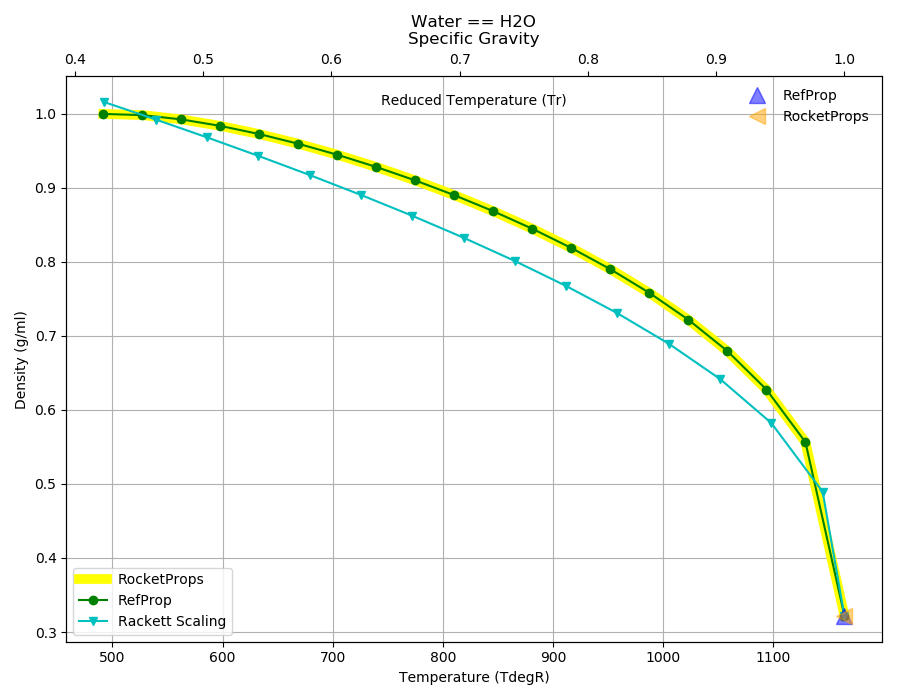 Water == H2O
Specific Gravity
0.4 0.5 0.6 0.7 0.8 0.9 1.0
Reduced Temperature (Tr)
RefProp
RocketProps
1.0
0.9
0.8
0.7
0.6
0.5
0.4
0.3
Density (g/ml)
RocketProps
RefProp
Rackett Scaling
500 600 700 800 900 1000 1100
Temperature (TdegR)